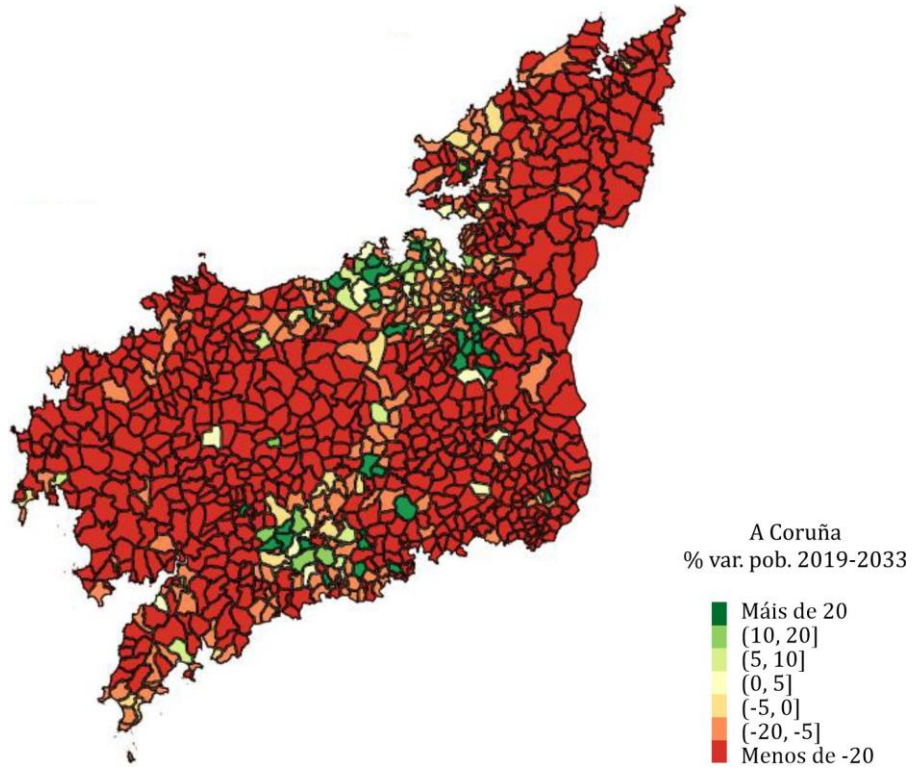 A Coruña
% var. pob. 2019-2033
Máis de 20
(10, 20]
(5, 10]
(0, 5]
(-5, 0]
(-20, -5]
Menos de -20